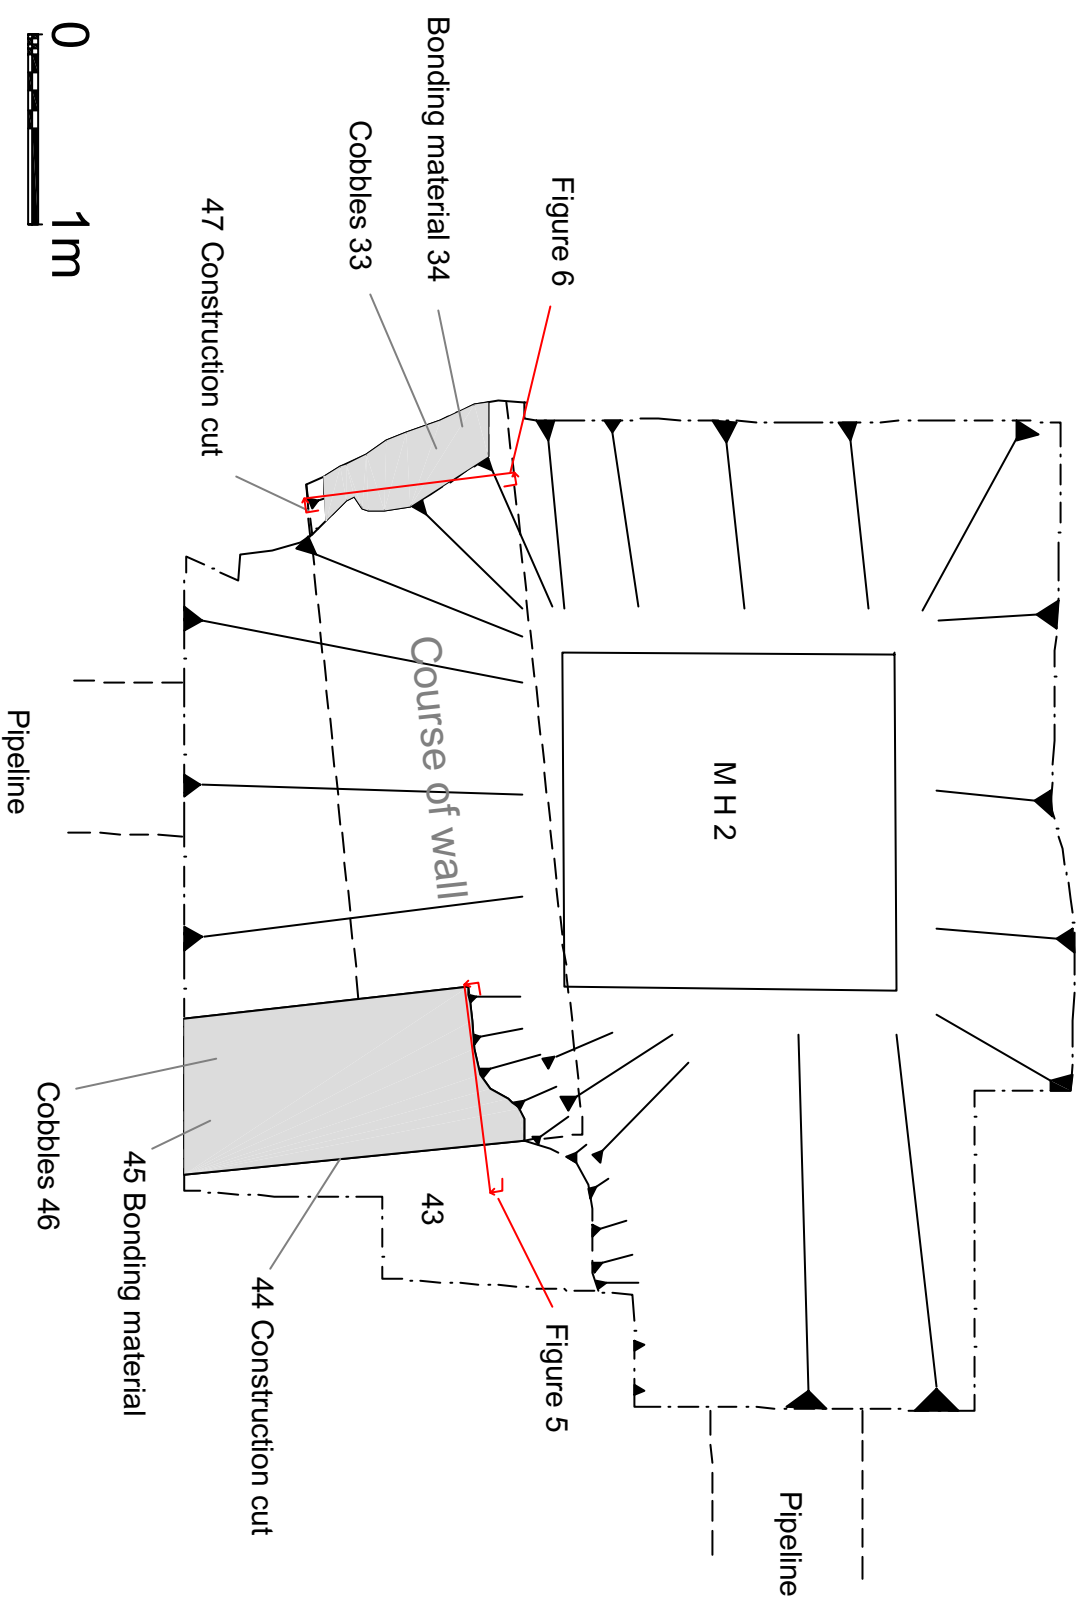 0
1m
Bonding material 34
Cobbles 33
47 Construction cut
Figure 6
Course of wall
M H 2
Pipeline
Cobbles 46
45 Bonding material
44 Construction cut
43
Figure 5
Pipeline